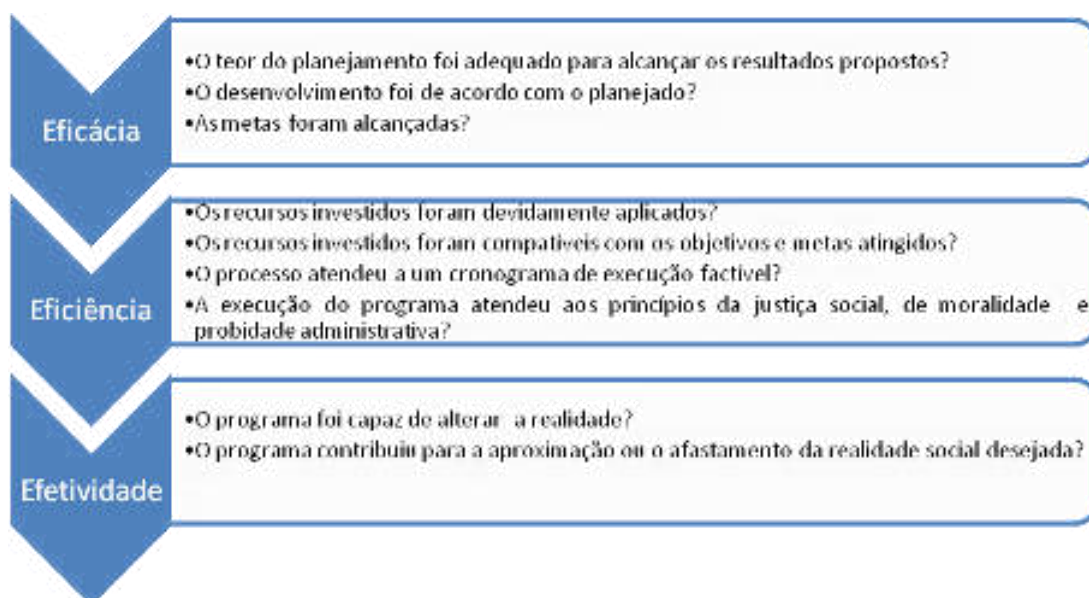 Eficácia
•O teor do planejamento foi adequado para alcançar os resultados propostos?
•O desenvolvimento foi de acordo com o planejado?
•As metas foram alcançadas?
Eficiência
•Os recursos investidos foram devidamente aplicados?
•Os recursos investidos foram compatíveis com os objetivos e metas atingidos?
•O processo atendeu a um cronograma de execução factível?
•A execução do programa atendeu aos princípios da justiça social, de moralidade e
probidade administrativa?
Efetividade
•O programa foi capaz de alterar a realidade?
•O programa contribuiu para a aproximação ou o afastamento da realidade social desejada?